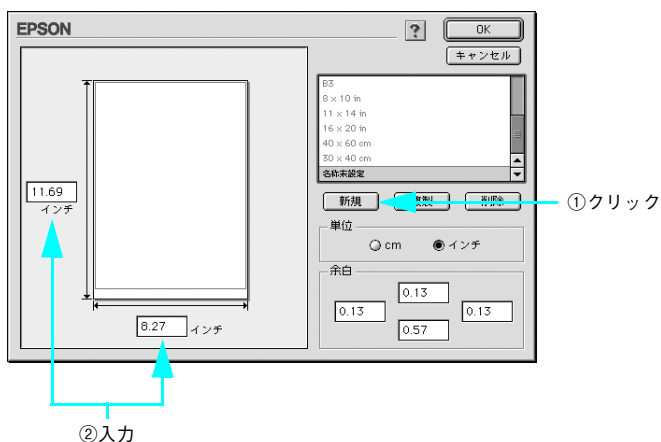 EPSON
?
OK
キャンセル
B3
8 x 10 in
11 x 14 in
16 x 20 in
40 x 60 cm
30 x 40 cm
名称未設定
11.69
インチ
8.27 インチ
新規 複製 削除
①クリック
単位
cm インチ
余白
0.13
0.13 0.13
0.57
②入力